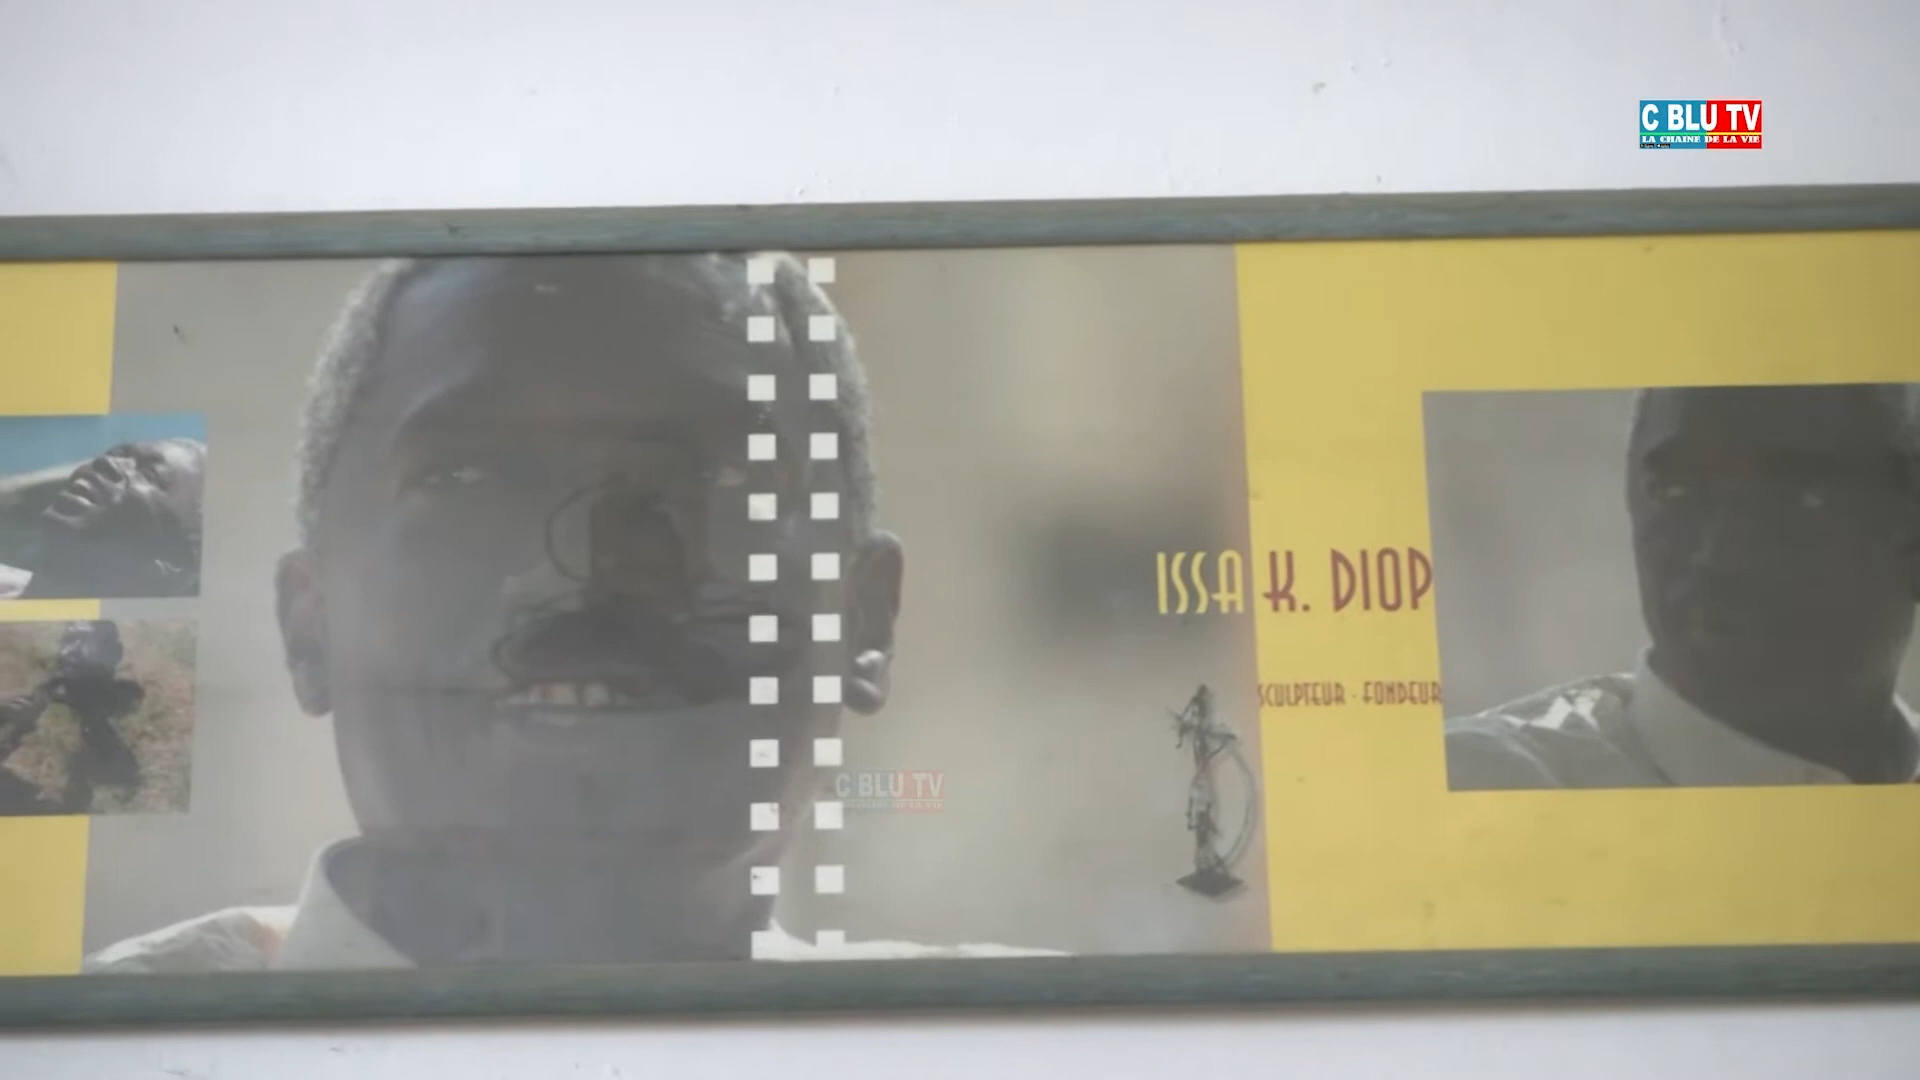 C BLU TV
LA CHAINE DE LA VIE
ISSA K. DIOP
SCULPTEUR - FONDEUR
C BLU TV